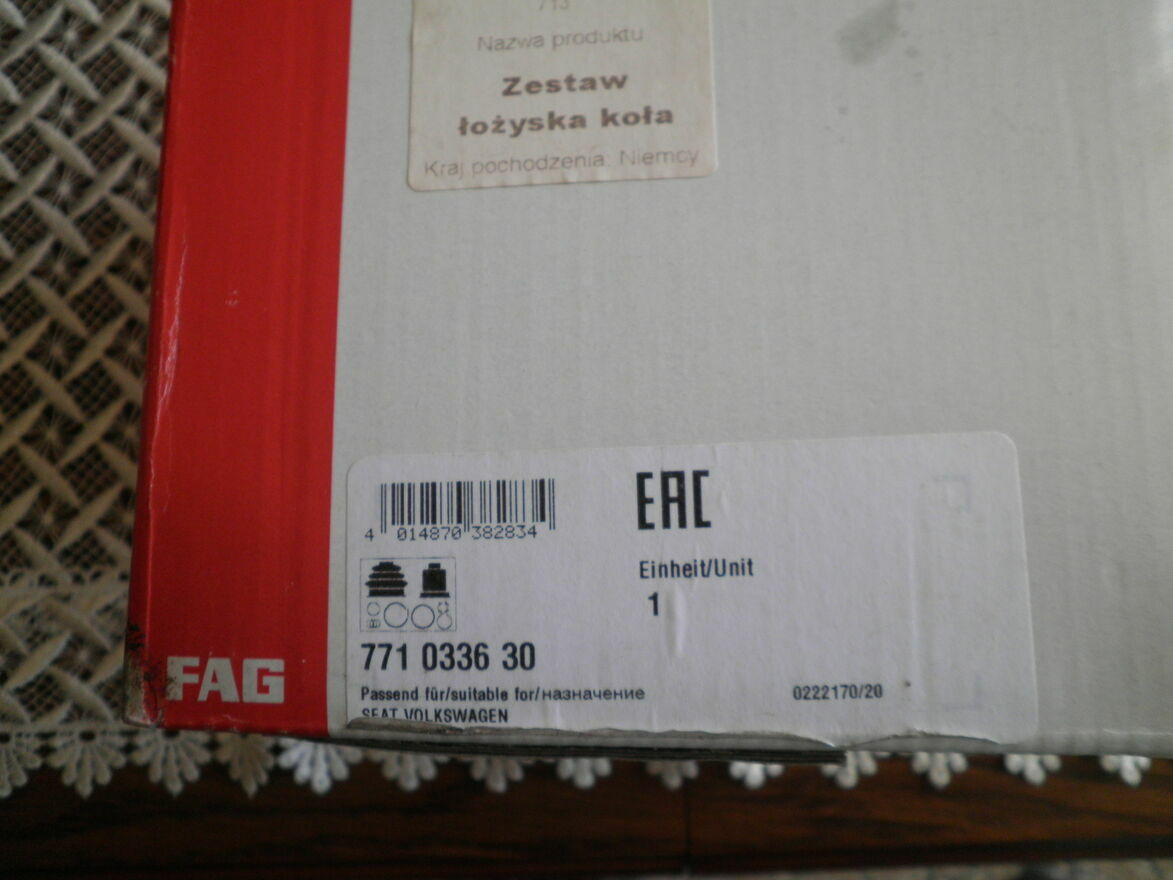 713
Nazwa produktu
Zestaw
łożyska koła
Kraj pochodzenia: Niemcy
EAC
4 014870 382834
Einheit/Unit
1
771 0336 30
FAG
Passend für/suitable for/назначение
0222170/20
SEAT VOLKSWAGEN